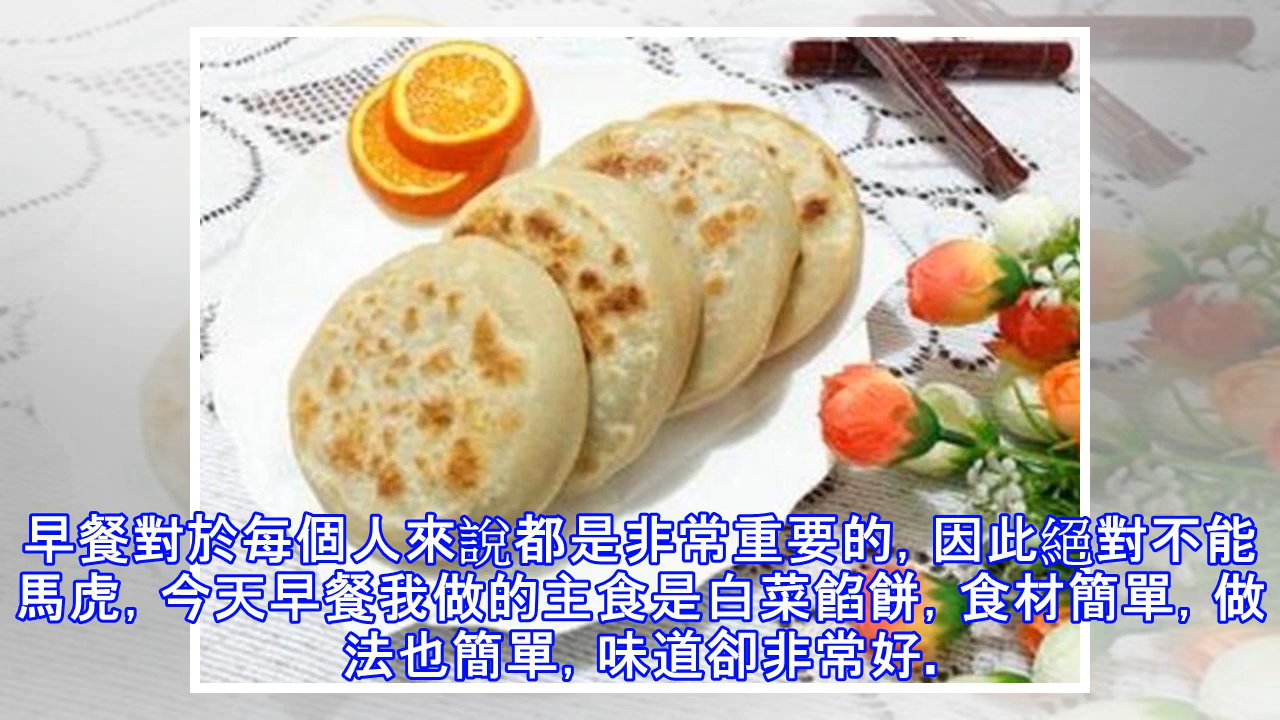 早餐對於每個人來說都是非常重要的, 因此絕對不能
馬虎, 今天早餐我做的主食是白菜餡餅, 食材簡單, 做
法也簡單, 味道卻非常好.